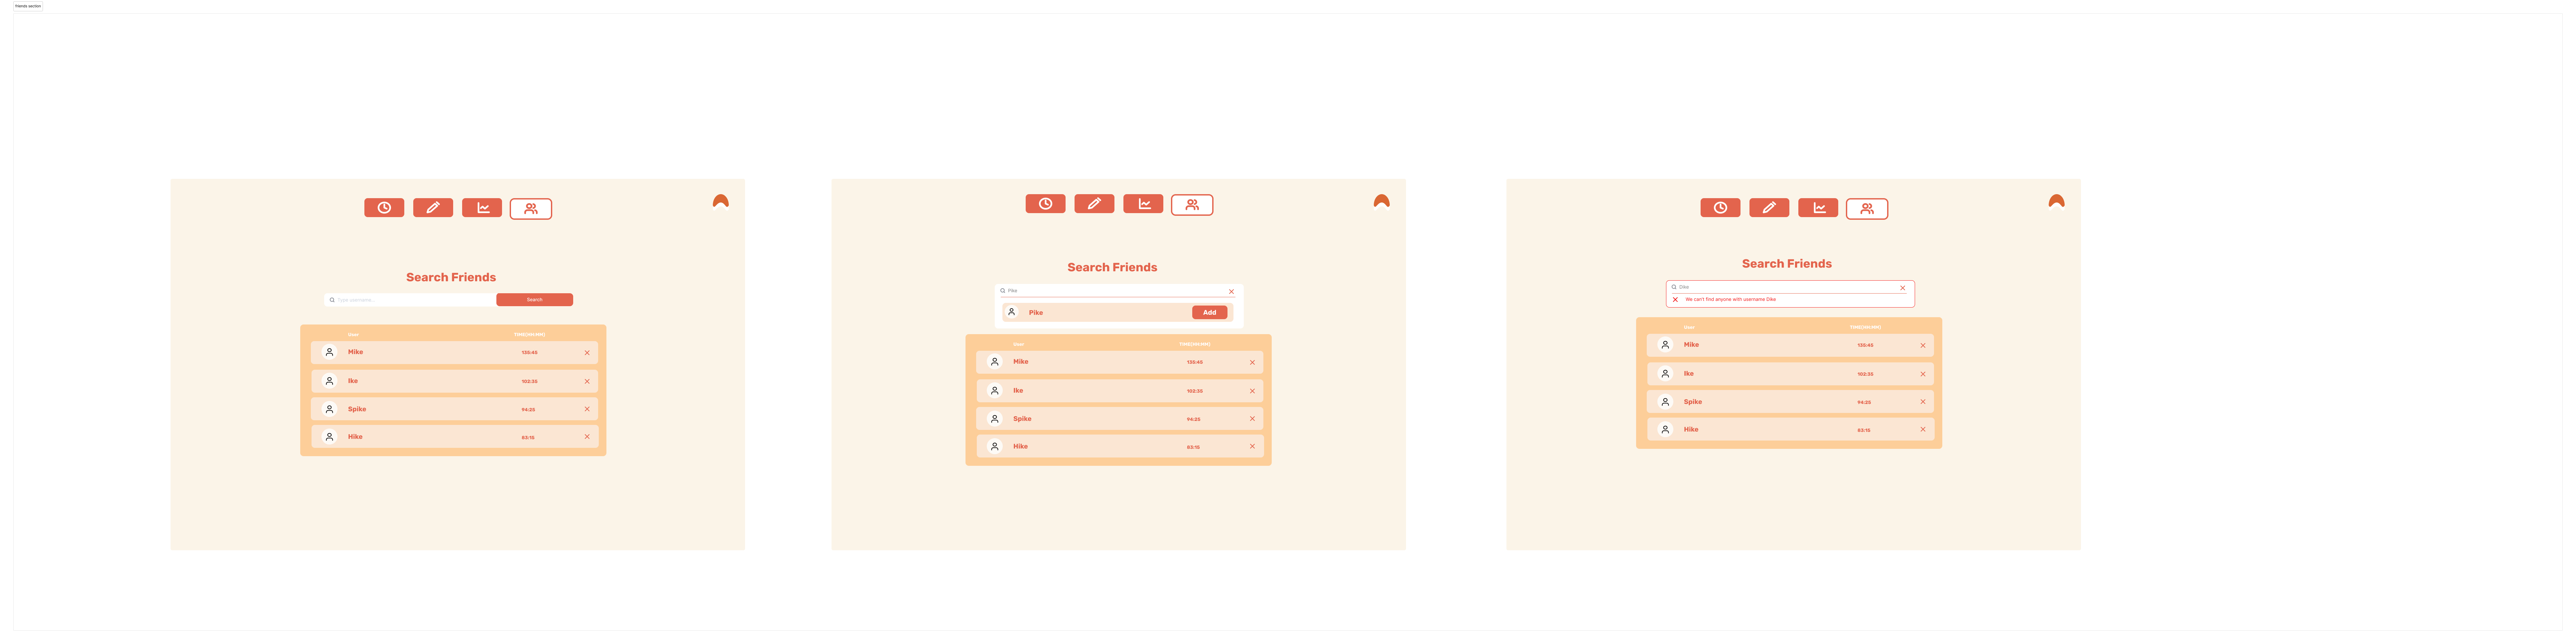 Friends section
Search Friends
Type username...
Search
User
TIME(HH:MM)
Mike
135:45
Ike
102:35
Spike
94:25
Hike
83:15
Search Friends
Pike
Pike
Add
User
TIME(HH:MM)
Mike
135:45
Ike
102:35
Spike
94:25
Hike
83:15
Search Friends
Dike
We can't find anyone with username Dike
User
TIME(HH:MM)
Mike
135:45
Ike
102:35
Spike
94:25
Hike
83:15